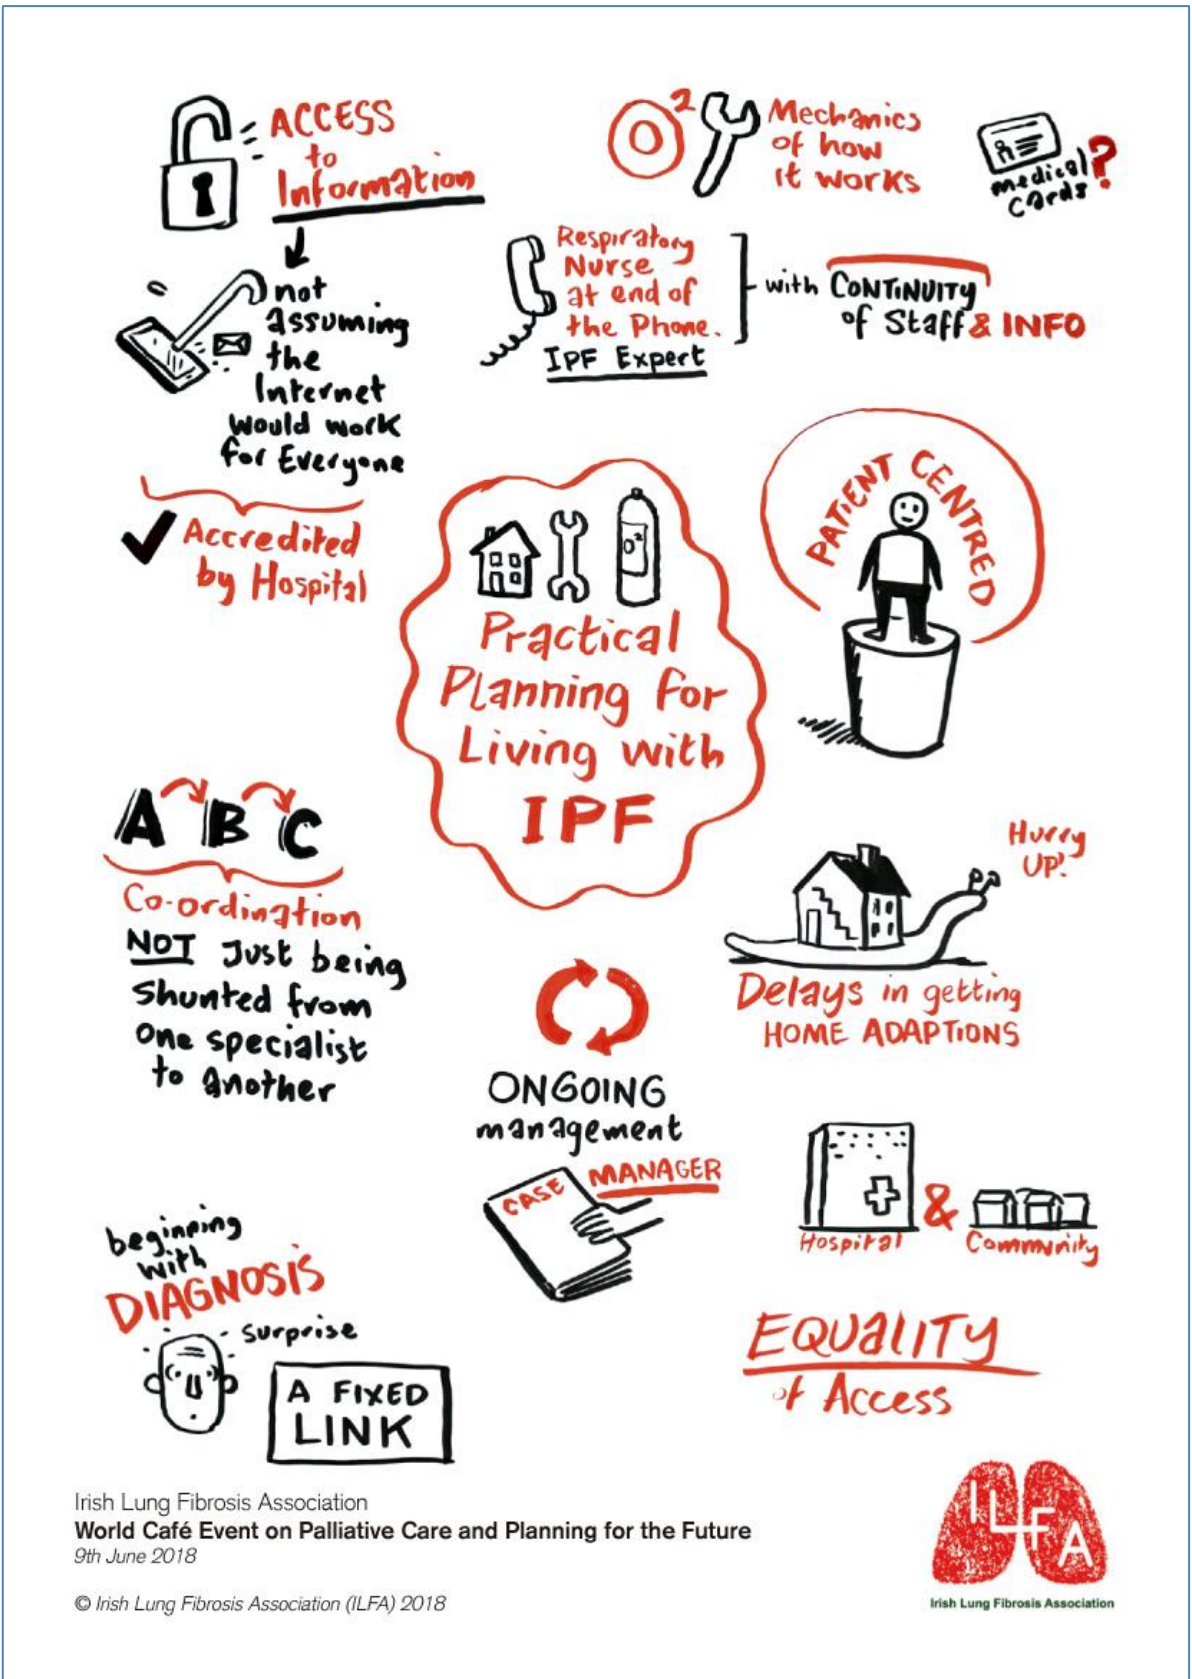 ACCESS
to
Information
not
assuming
the
Internet
would work
for Everyone
Accredited
by Hospital
O²
Mechanics
of how
it works
medical
cards?
Respiratory
Nurse
at end of
the Phone.
IPF Expert
with CONTINUITY
of Staff & INFO
O²
Practical
Planning for
Living with
IPF
PATIENT CENTRED
A B C
Co-ordination
NOT Just being
Shunted from
one specialist
to another
Hurry
UP!
Delays in getting
HOME ADAPTIONS
ONGOING
management
CASE MANAGER
Hospital & Community
EQUALITY
of Access
beginning
with
DIAGNOSIS
surprise
A FIXED
LINK
Irish Lung Fibrosis Association
World Café Event on Palliative Care and Planning for the Future
9th June 2018
© Irish Lung Fibrosis Association (ILFA) 2018
ILFA
Irish Lung Fibrosis Association